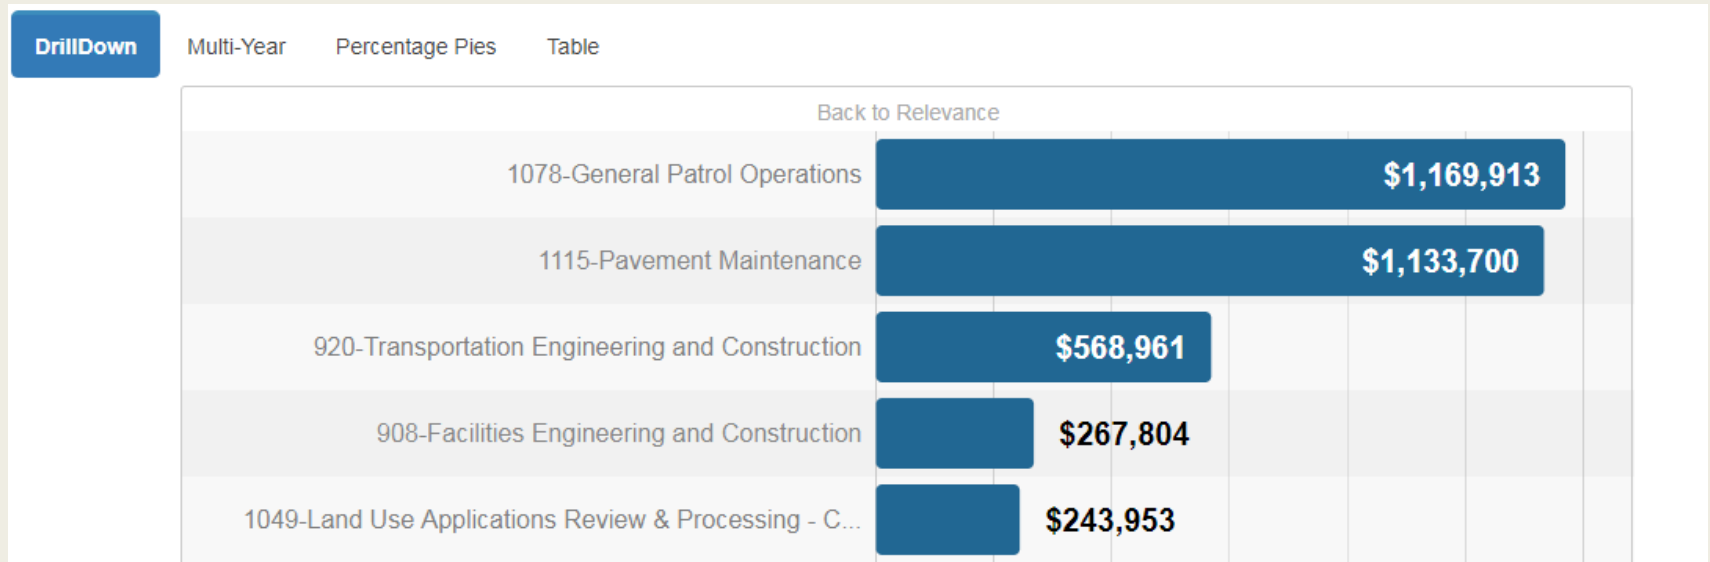 DrillDown Multi-Year Percentage Pies Table
Back to Relevance
1078-General Patrol Operations $1,169,913
1115-Pavement Maintenance $1,133,700
920-Transportation Engineering and Construction $568,961
908-Facilities Engineering and Construction $267,804
1049-Land Use Applications Review & Processing - C... $243,953